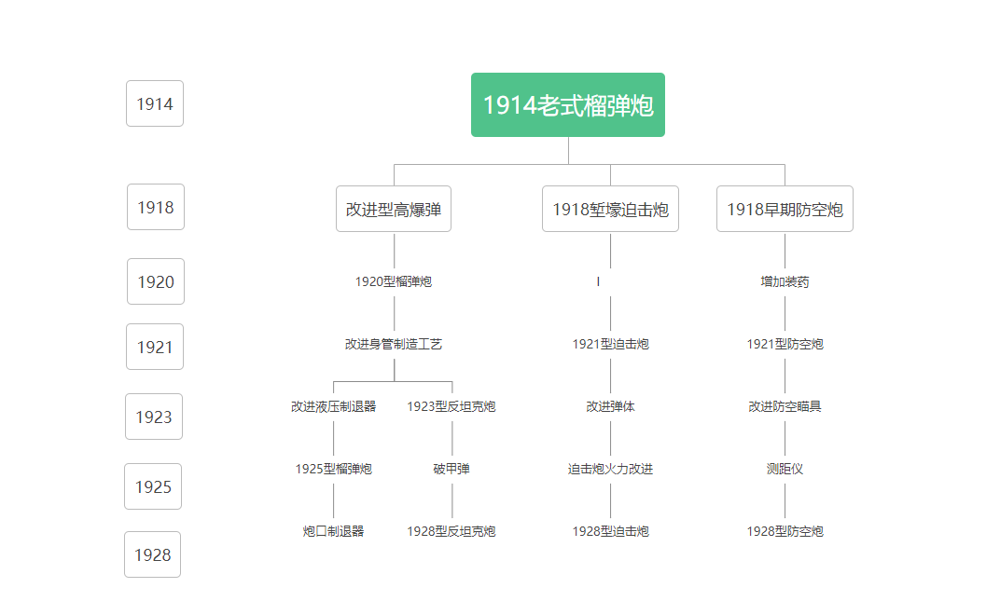 1914
1914老式榴弹炮
1918
改进型高爆弹
1918堑壕迫击炮
1918早期防空炮
1920
1920型榴弹炮
I
增加装药
1921
改进身管制造工艺
1921型迫击炮
1921型防空炮
1923
改进液压制退器
1923型反坦克炮
改进弹体
改进防空瞄具
1925
1925型榴弹炮
破甲弹
迫击炮火力改进
测距仪
1928
炮口制退器
1928型反坦克炮
1928型迫击炮
1928型防空炮